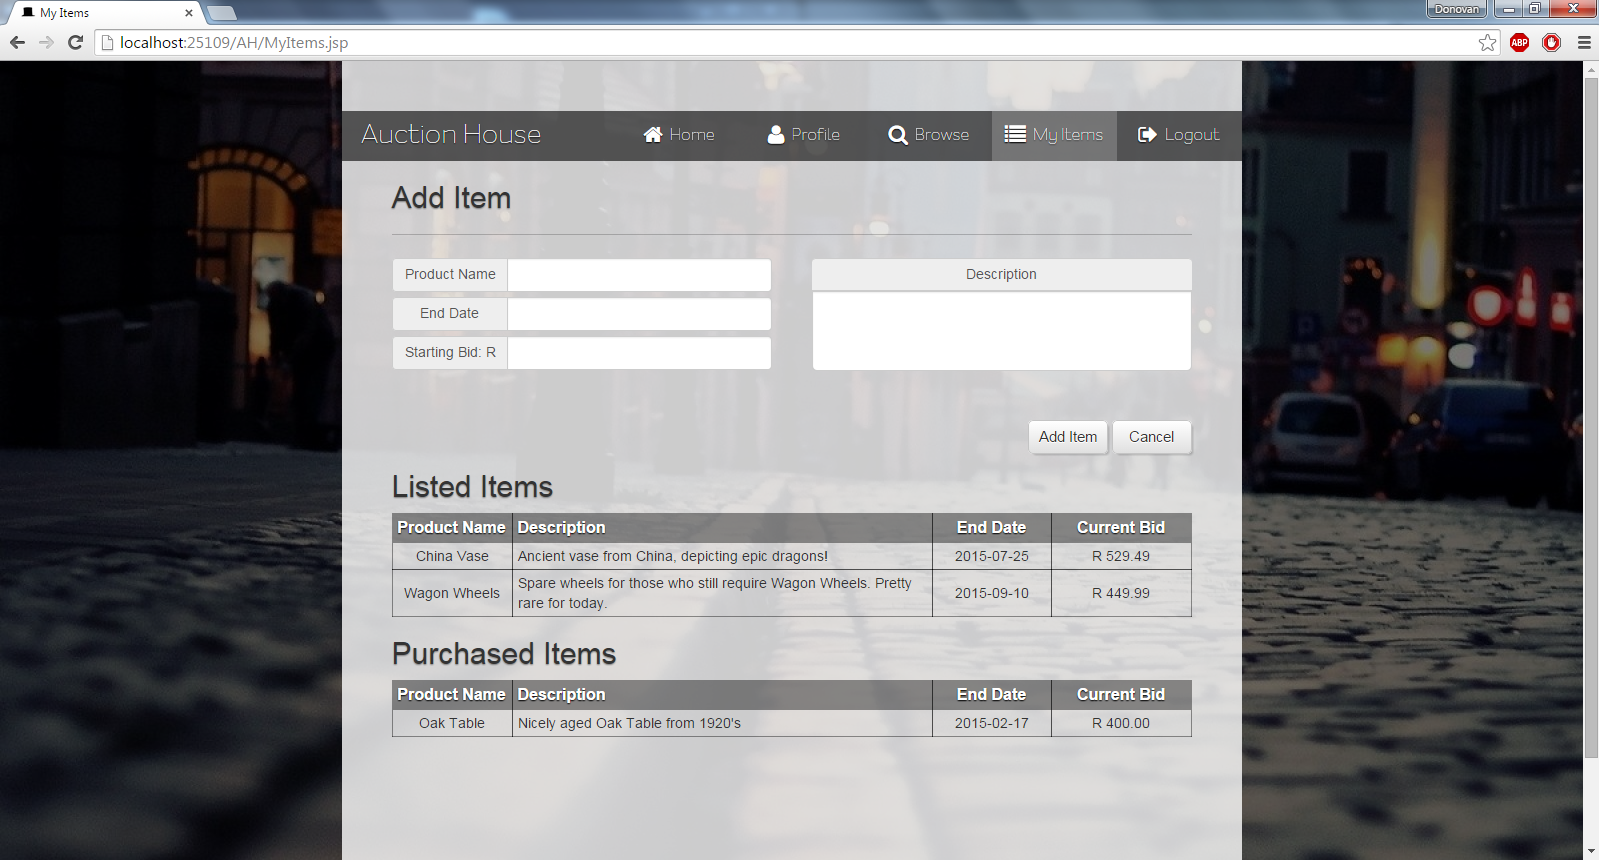 My Items
Donovan
localhost:25109/AH/MyItems.jsp
ABP
Auction House
Home
Profile
Browse
My Items
Logout
Add Item
Product Name
Description
End Date
Starting Bid: R
Add Item
Cancel
Listed Items
Product Name Description End Date Current Bid
China Vase Ancient vase from China, depicting epic dragons! 2015-07-25 R 529.49
Wagon Wheels Spare wheels for those who still require Wagon Wheels. Pretty
rare for today. 2015-09-10 R 449.99
Purchased Items
Product Name Description End Date Current Bid
Oak Table Nicely aged Oak Table from 1920's 2015-02-17 R 400.00